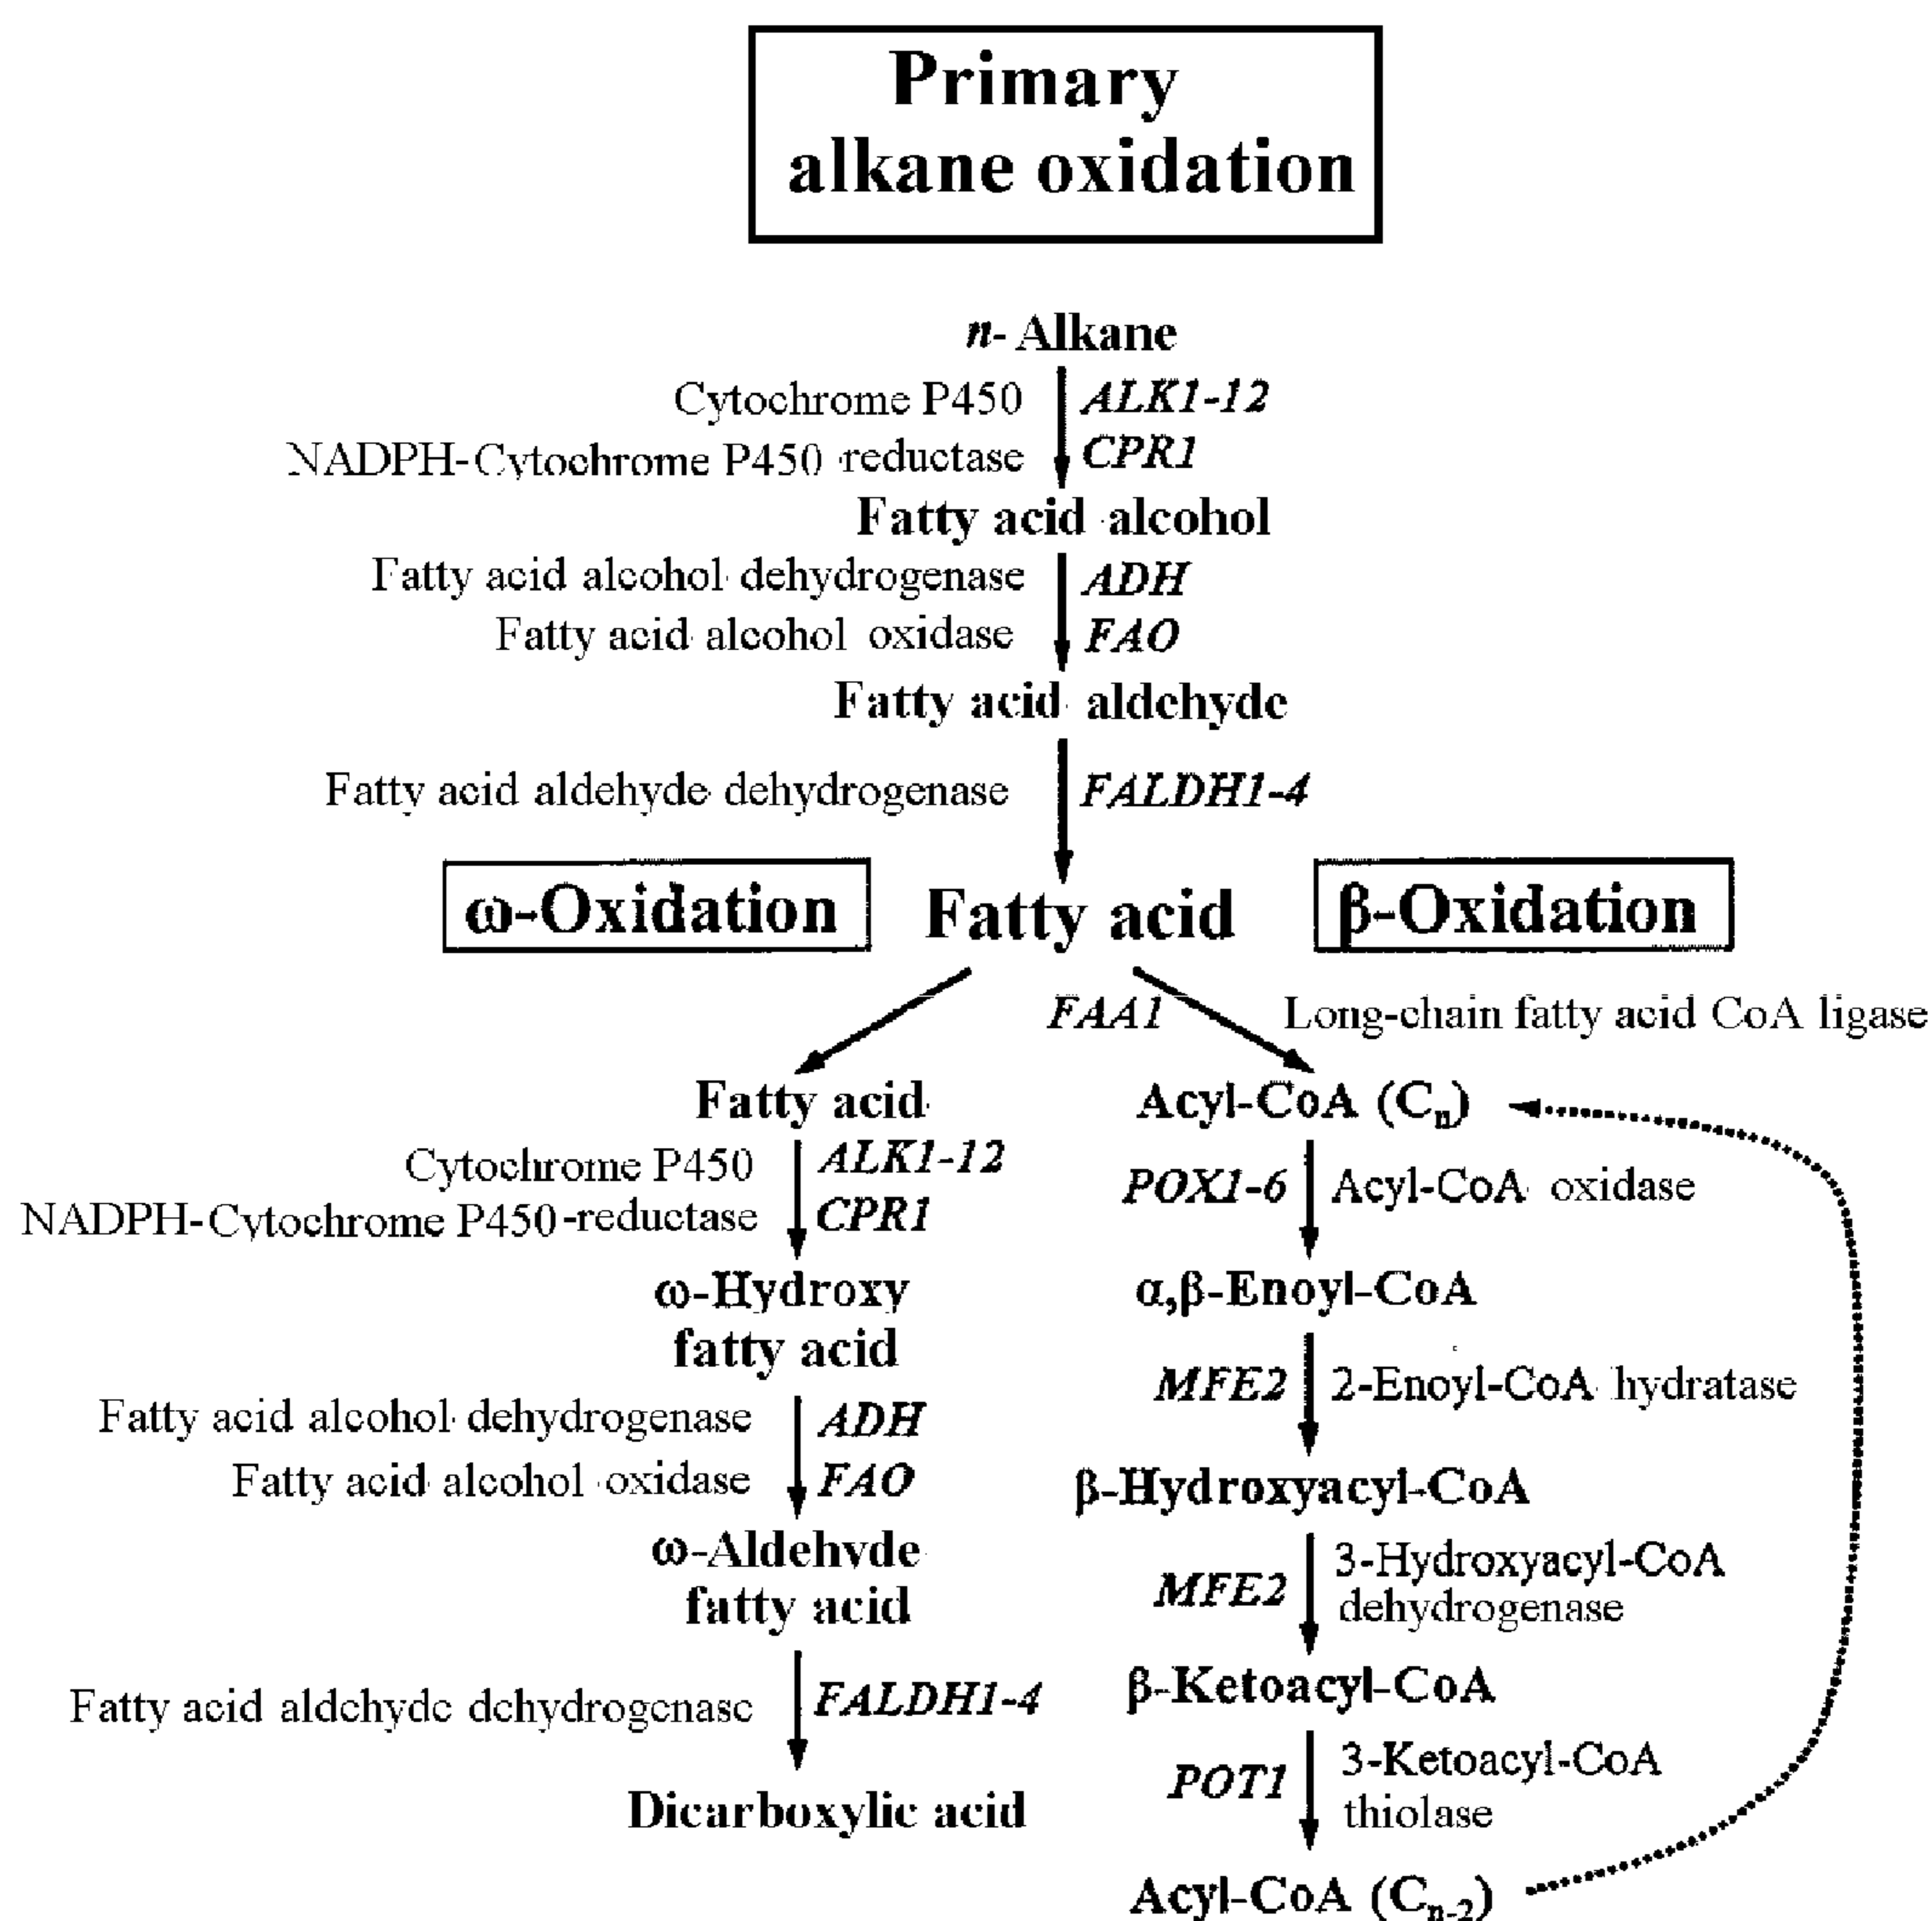 Primary
alkane oxidation
n-Alkane
Cytochrome P450 ALK1-12
NADPH-Cytochrome P450 reductase CPR1
Fatty acid alcohol
Fatty acid alcohol dehydrogenase ADH
Fatty acid alcohol oxidase FAO
Fatty acid aldehyde
Fatty acid aldehyde dehydrogenase FALDH1-4
ω-Oxidation Fatty acid β-Oxidation
FAA1 Long-chain fatty acid CoA ligase
Fatty acid
Cytochrome P450 ALK1-12
NADPH-Cytochrome P450-reductase CPR1
ω-Hydroxy
fatty acid
Fatty acid alcohol dehydrogenase ADH
Fatty acid alcohol oxidase FAO
ω-Aldehyde
fatty acid
Fatty acid aldehyde dehydrogenase FALDH1-4
Dicarboxylic acid
Acyl-CoA (Cn)
POX1-6 Acyl-CoA oxidase
α,β-Enoyl-CoA
MFE2 2-Enoyl-CoA hydratase
β-Hydroxyacyl-CoA
MFE2 3-Hydroxyacyl-CoA
dehydrogenase
β-Ketoacyl-CoA
POT1 3-Ketoacyl-CoA
thiolase
Acyl-CoA (Cn-2)